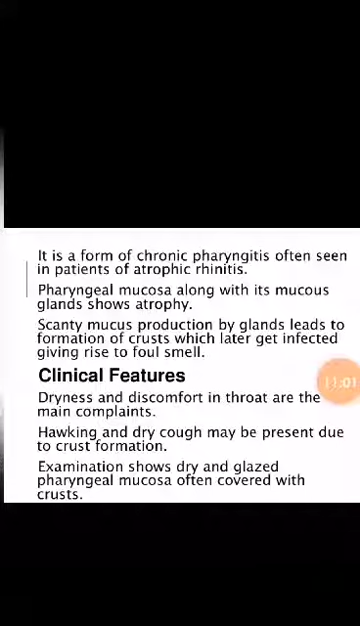 It is a form of chronic pharyngitis often seen
in patients of atrophic rhinitis.
Pharyngeal mucosa along with its mucous
glands shows atrophy.
Scanty mucus production by glands leads to
formation of crusts which later get infected
giving rise to foul smell.
Clinical Features
11:01
Dryness and discomfort in throat are the
main complaints.
Hawking and dry cough may be present due
to crust formation.
Examination shows dry and glazed
pharyngeal mucosa often covered with
crusts.